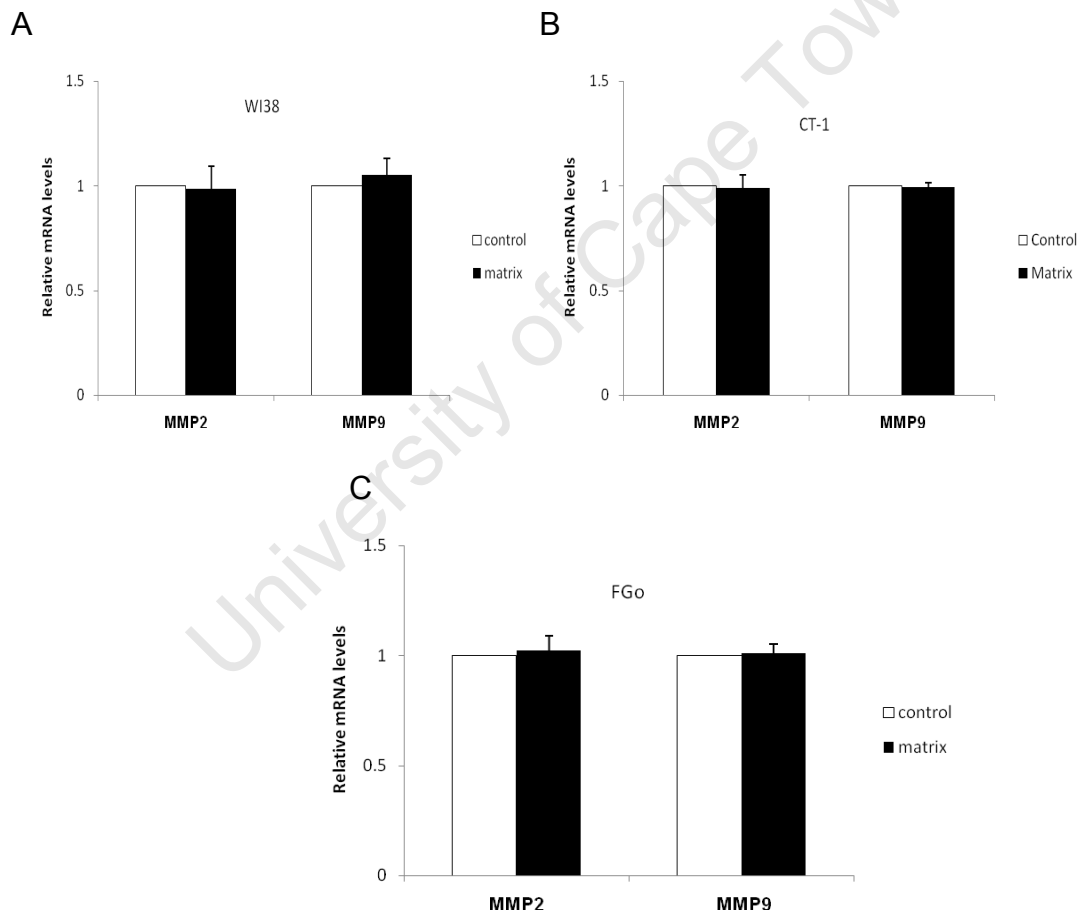 A
1.5
1
0.5
0
Relative mRNA levels
WI38
control
matrix
MMP2 MMP9
B
1.5
1
0.5
0
Relative mRNA levels
CT-1
Control
Matrix
MMP2 MMP9
C
1.5
1
0.5
0
Relative mRNA levels
FGo
control
matrix
MMP2 MMP9
University of Cape Tow